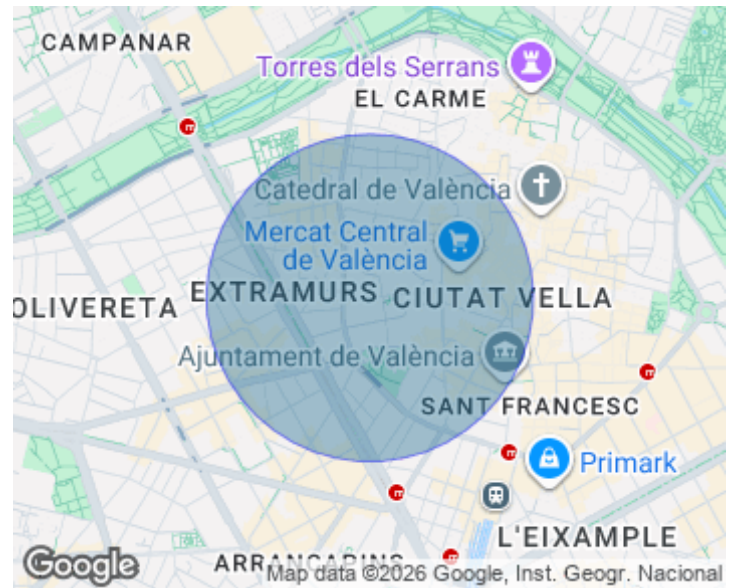 CAMPANAR
Torres dels Serrans
EL CARME
Catedral de València
Mercat Central
de València
OLIVERETA
EXTRAMURS
CIUTAT VELLA
Ajuntament de València
SANT FRANCESC
Primark
L'EIXAMPLE
ARRANCAPINS
Google
Map data ©2026 Google, Inst. Geogr. Nacional